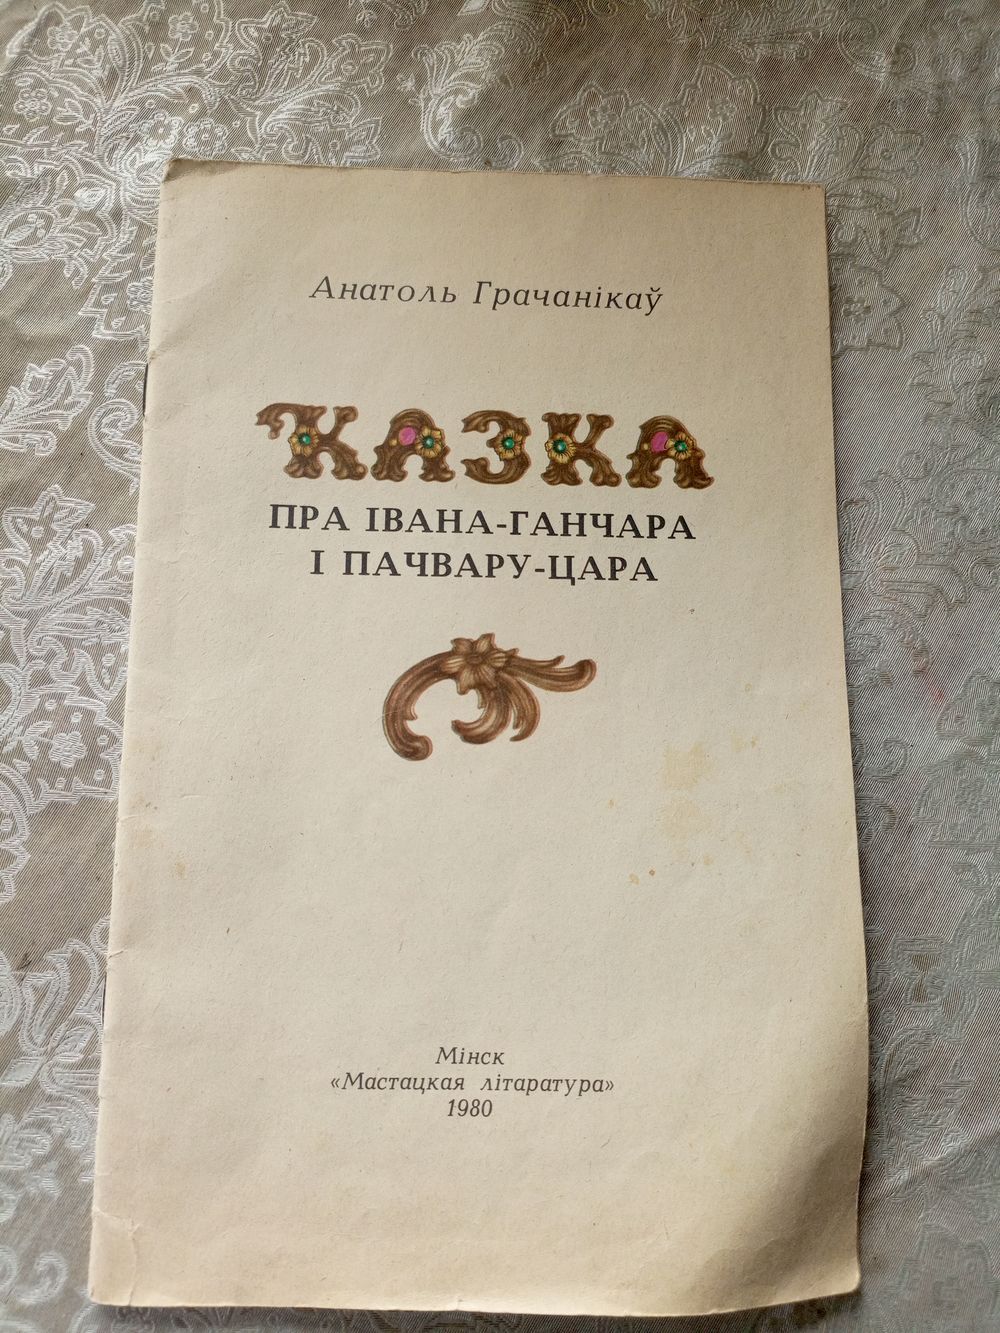 Анатоль Грачанікаў
КАЗКА
ПРА ІВАНА-ГАНЧАРА
І ПАЧВАРУ-ЦАРА
Мінск
«Мастацкая літаратура»
1980